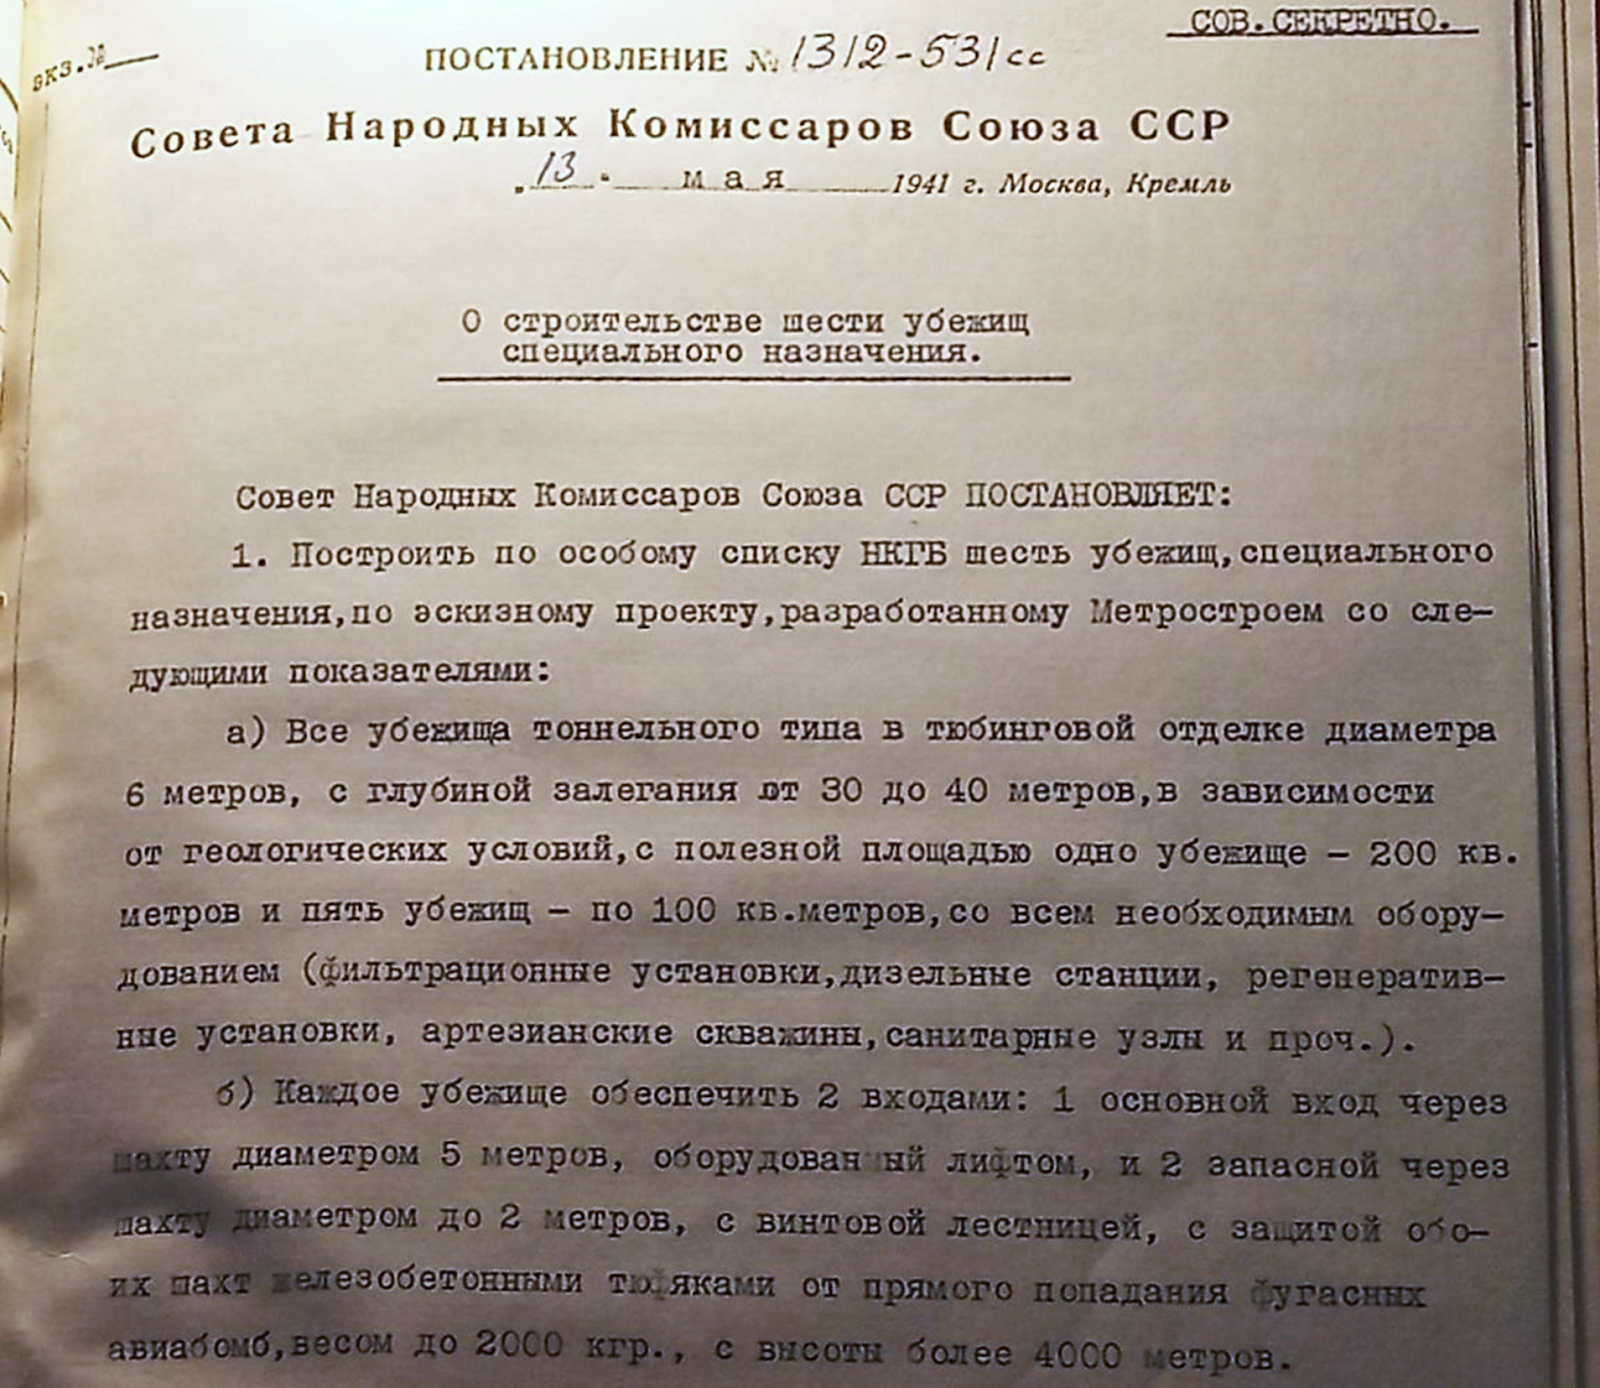 СОВ.СЕКРЕТНО.
экз.№
ПОСТАНОВЛЕНИЕ № 1312-531сс
Совета Народных Комиссаров Союза ССР
„13" мая 1941 г. Москва, Кремль
О строительстве шести убежищ
специального назначения.
Совет Народных Комиссаров Союза ССР ПОСТАНОВЛЯЕТ:
1. Построить по особому списку НКГБ шесть убежищ,специального
назначения,по эскизному проекту,разработанному Метростроем со сле-
дующими показателями:
а) Все убежища тоннельного типа в тюбинговой отделке диаметра
6 метров, с глубиной залегания от 30 до 40 метров,в зависимости
от геологических условий,с полезной площадью одно убежище - 200 кв.
метров и пять убежищ - по 100 кв.метров,со всем необходимым обору-
дованием (фильтрационные установки,дизельные станции, регенератив-
ные установки, артезианские скважины,санитарные узлы и проч.).
б) Каждое убежище обеспечить 2 входами: 1 основной вход через
шахту диаметром 5 метров, оборудованный лифтом, и 2 запасной через
шахту диаметром до 2 метров, с винтовой лестницей, с защитой обо-
их шахт железобетонными тюфяками от прямого попадания фугасных
авиабомб,весом до 2000 кгр., с высоты более 4000 метров.